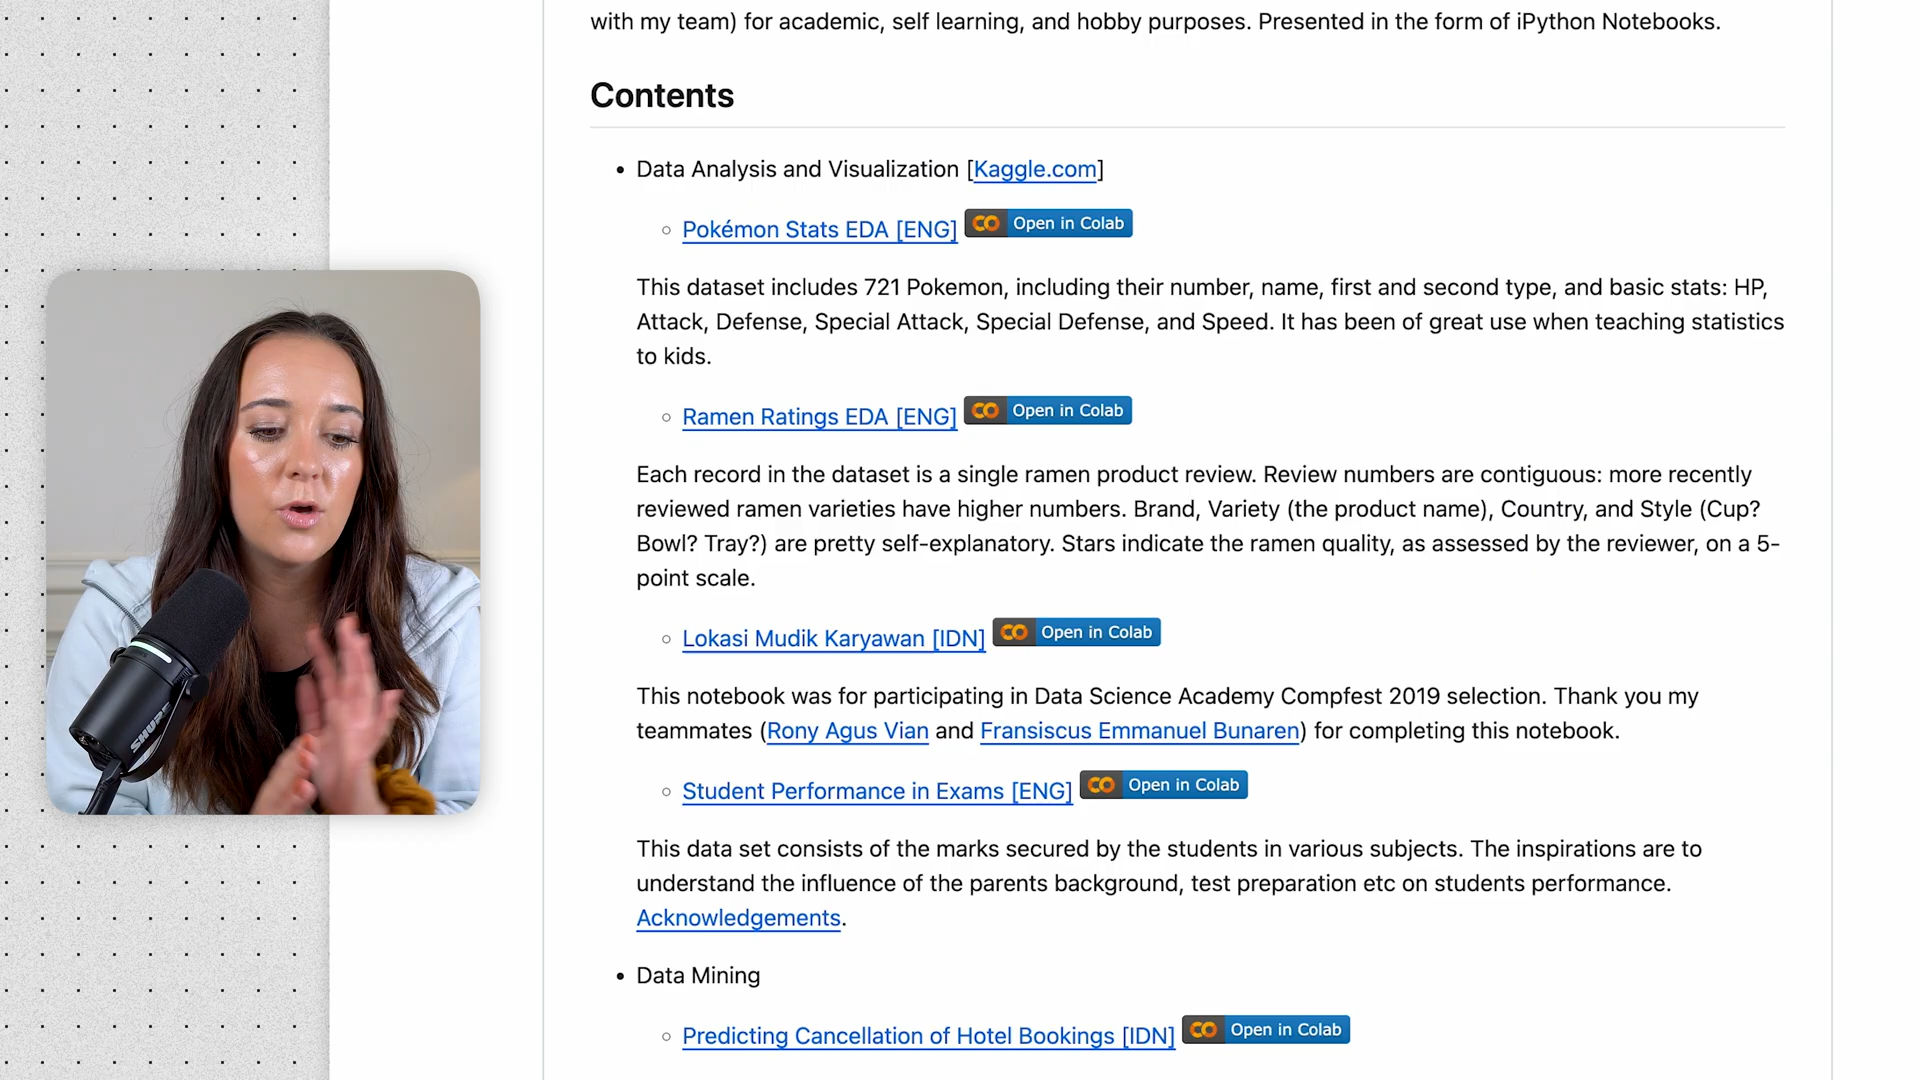 with my team) for academic, self learning, and hobby purposes. Presented in the form of iPython Notebooks.
Contents
• Data Analysis and Visualization [Kaggle.com]
◦ Pokémon Stats EDA [ENG] Open in Colab
This dataset includes 721 Pokemon, including their number, name, first and second type, and basic stats: HP,
Attack, Defense, Special Attack, Special Defense, and Speed. It has been of great use when teaching statistics
to kids.
◦ Ramen Ratings EDA [ENG] Open in Colab
Each record in the dataset is a single ramen product review. Review numbers are contiguous: more recently
reviewed ramen varieties have higher numbers. Brand, Variety (the product name), Country, and Style (Cup?
Bowl? Tray?) are pretty self-explanatory. Stars indicate the ramen quality, as assessed by the reviewer, on a 5-
point scale.
◦ Lokasi Mudik Karyawan [IDN] Open in Colab
This notebook was for participating in Data Science Academy Compfest 2019 selection. Thank you my
teammates (Rony Agus Vian and Fransiscus Emmanuel Bunaren) for completing this notebook.
◦ Student Performance in Exams [ENG] Open in Colab
This data set consists of the marks secured by the students in various subjects. The inspirations are to
understand the influence of the parents background, test preparation etc on students performance.
Acknowledgements.
• Data Mining
◦ Predicting Cancellation of Hotel Bookings [IDN] Open in Colab
SHURE